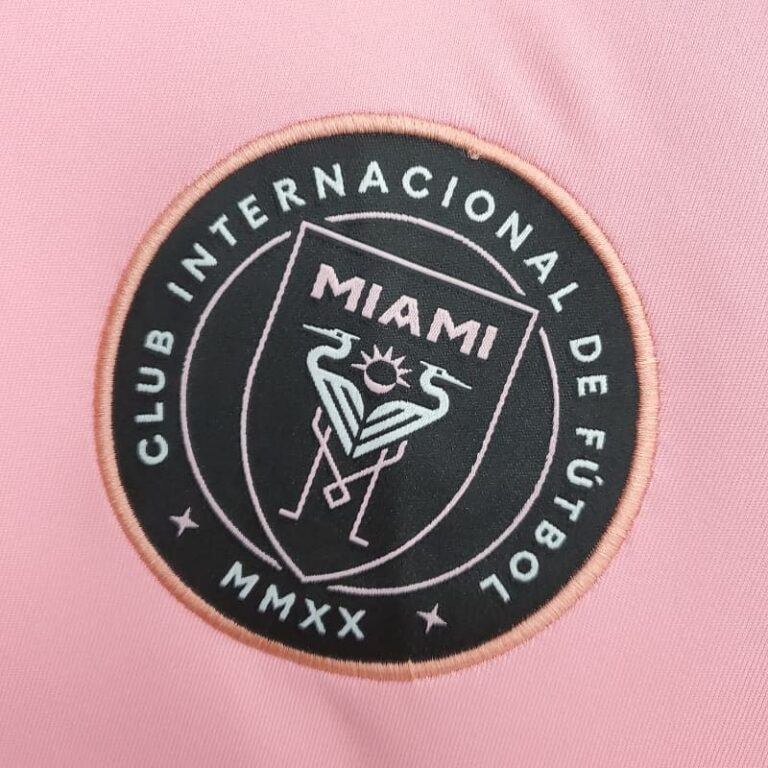 CLUB INTERNACIONAL DE FÚTBOL
MIAMI
MMXX